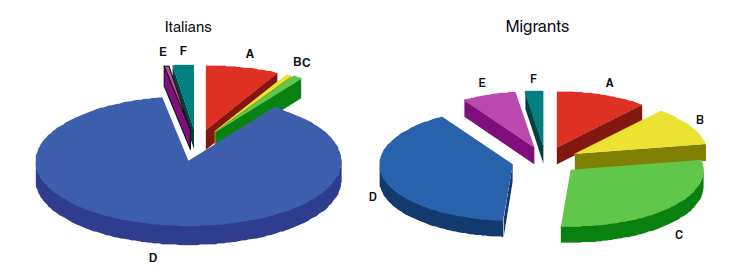 Italians
E F A BC
D
Migrants
E F A
B
D
C